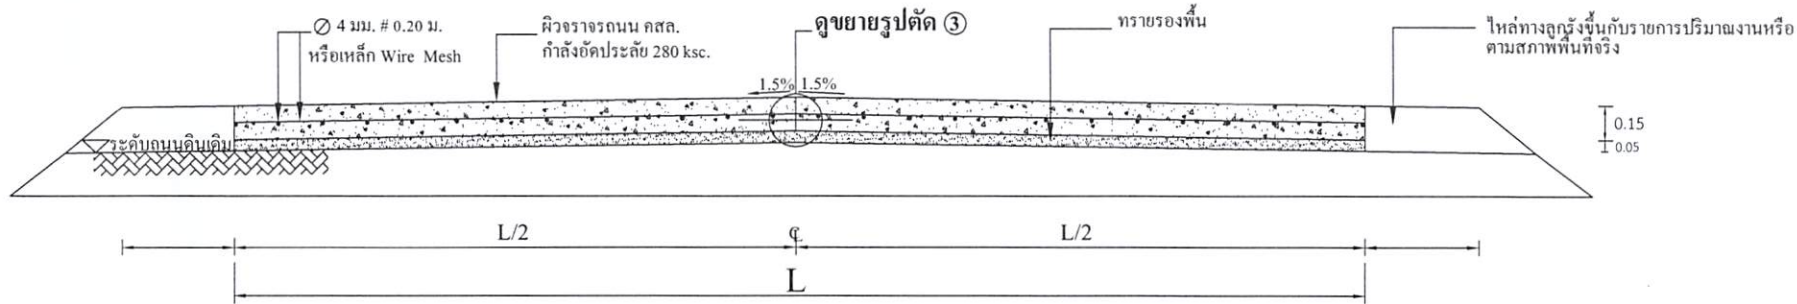 ∅ 4 มม. # 0.20 ม.
หรือเหล็ก Wire Mesh
ผิวจราจรถนน คสล.
กำลังอัดประลัย 280 ksc.
ดูขยายรูปตัด ③
ทรายรองพื้น
ไหล่ทางลูกรังขึ้นกับรายการปริมาณงานหรือ
ตามสภาพพื้นที่จริง
1.5% 1.5%
0.15
0.05
ระดับถนนดินเดิม
L/2
℄
L/2
L